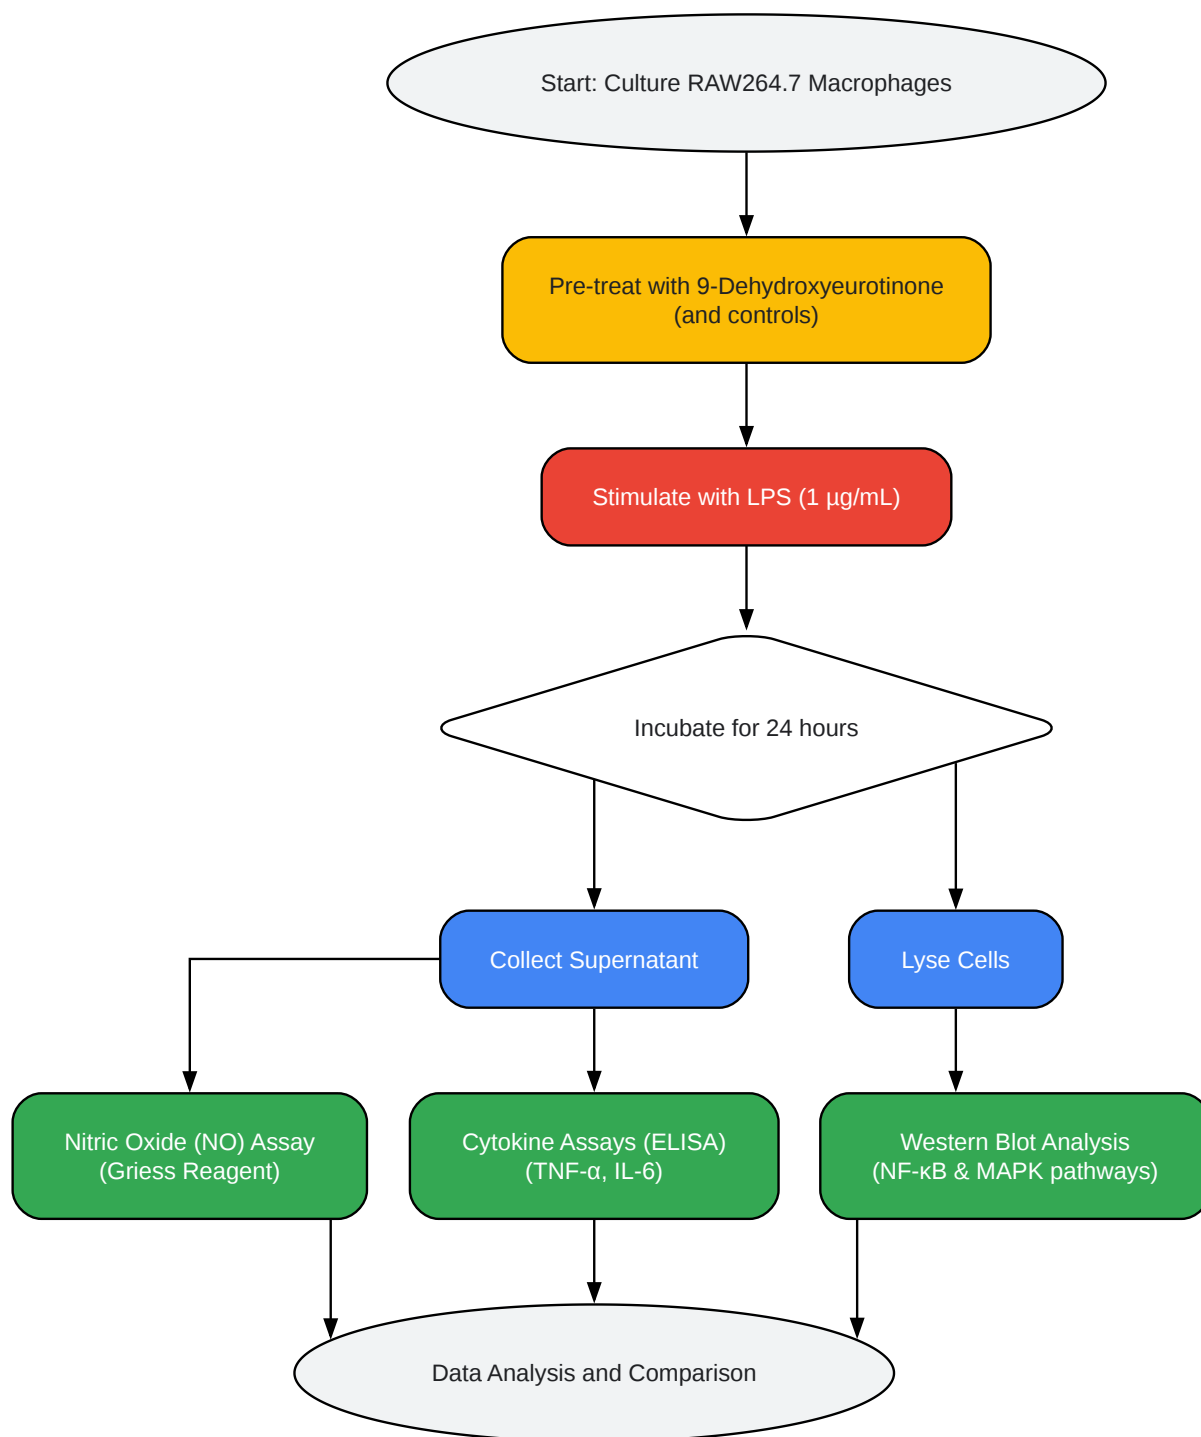 Start: Culture RAW264.7 Macrophages
Pre-treat with 9-Dehydroxyeurotinone
(and controls)
Stimulate with LPS (1 µg/mL)
Incubate for 24 hours
Collect Supernatant
Lyse Cells
Nitric Oxide (NO) Assay
(Griess Reagent)
Cytokine Assays (ELISA)
(TNF-α, IL-6)
Western Blot Analysis
(NF-κB & MAPK pathways)
Data Analysis and Comparison